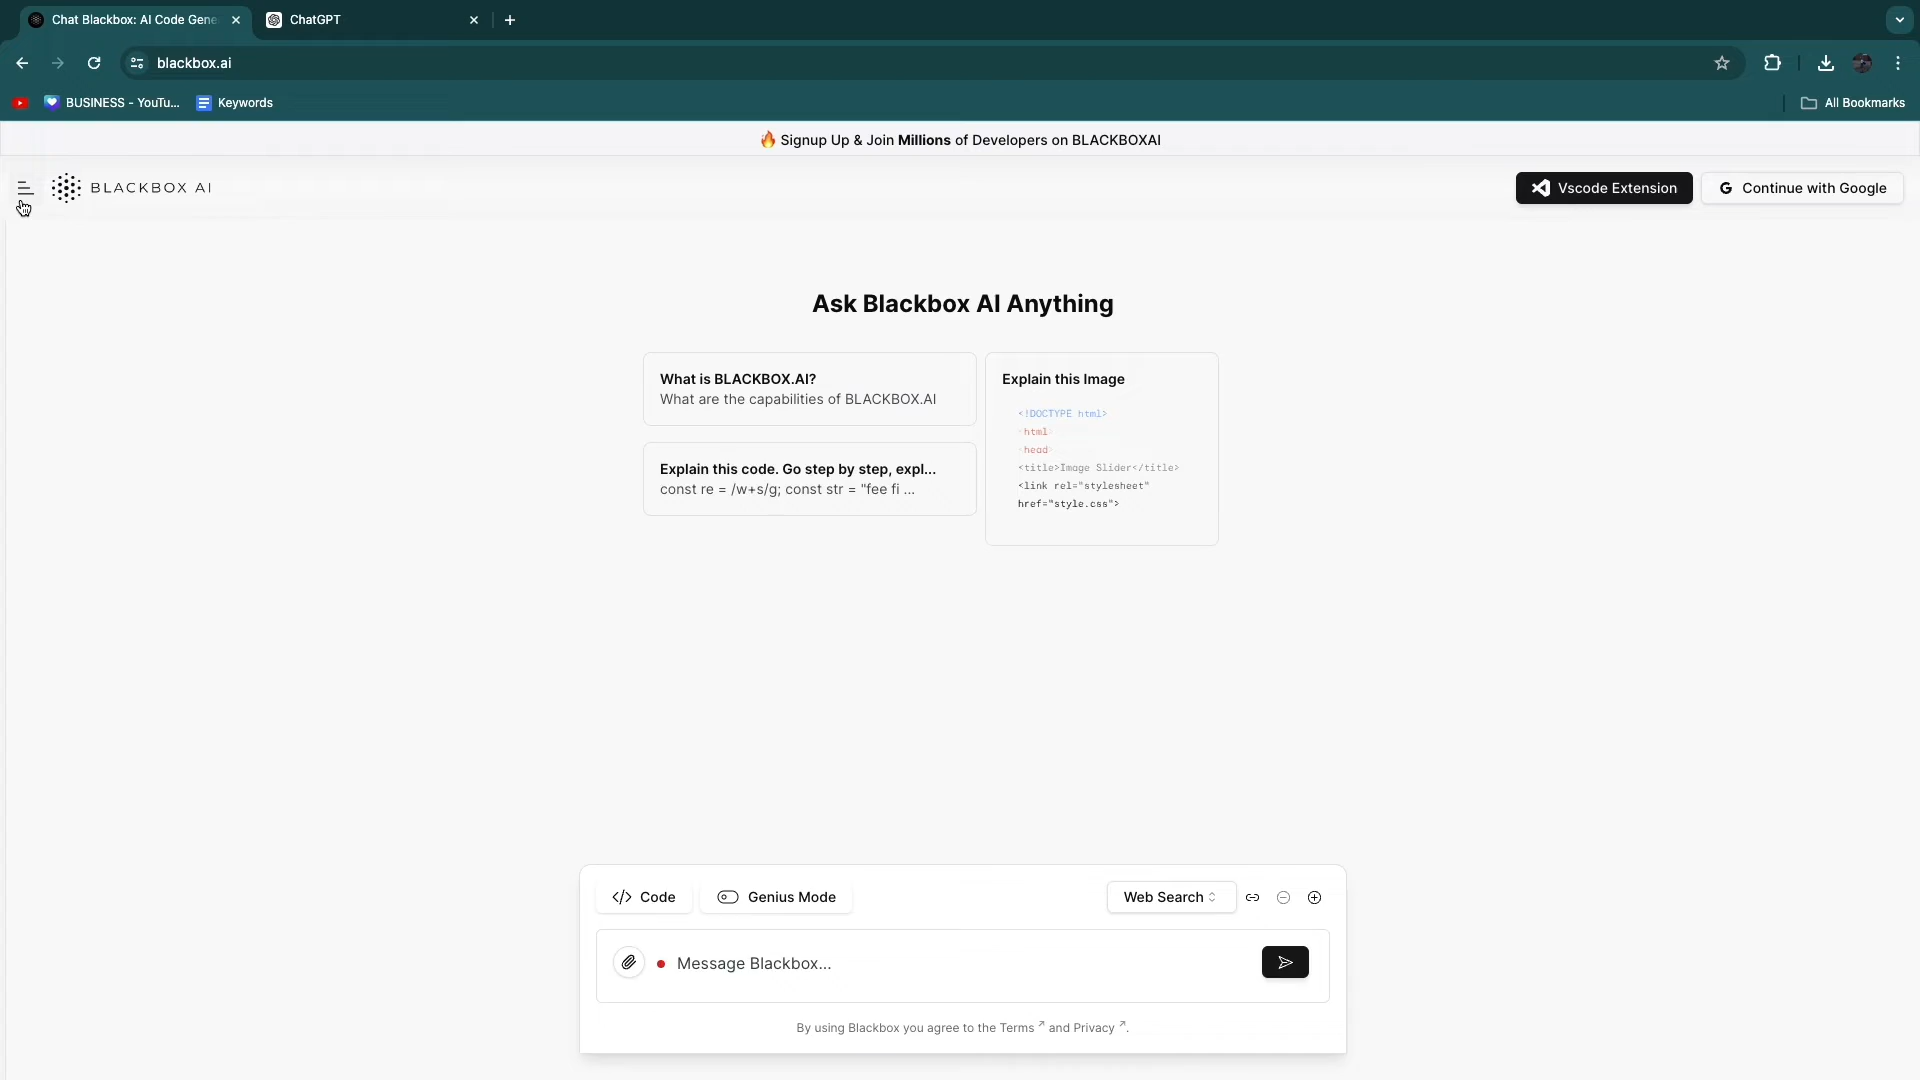 Chat Blackbox: AI Code Gene
ChatGPT
blackbox.ai
BUSINESS - YouTu...
Keywords
All Bookmarks
🔥 Signup Up & Join Millions of Developers on BLACKBOXAI
BLACKBOX AI
Vscode Extension
Continue with Google
Ask Blackbox AI Anything
What is BLACKBOX.AI?
What are the capabilities of BLACKBOX.AI
Explain this code. Go step by step, expl...
const re = /w+s/g; const str = "fee fi ...
Explain this Image
<!DOCTYPE html>
html
head
<title>Image Slider</title>
<link rel="stylesheet"
href="style.css">
</> Code
Genius Mode
Web Search
Message Blackbox...
By using Blackbox you agree to the Terms ↗ and Privacy ↗.